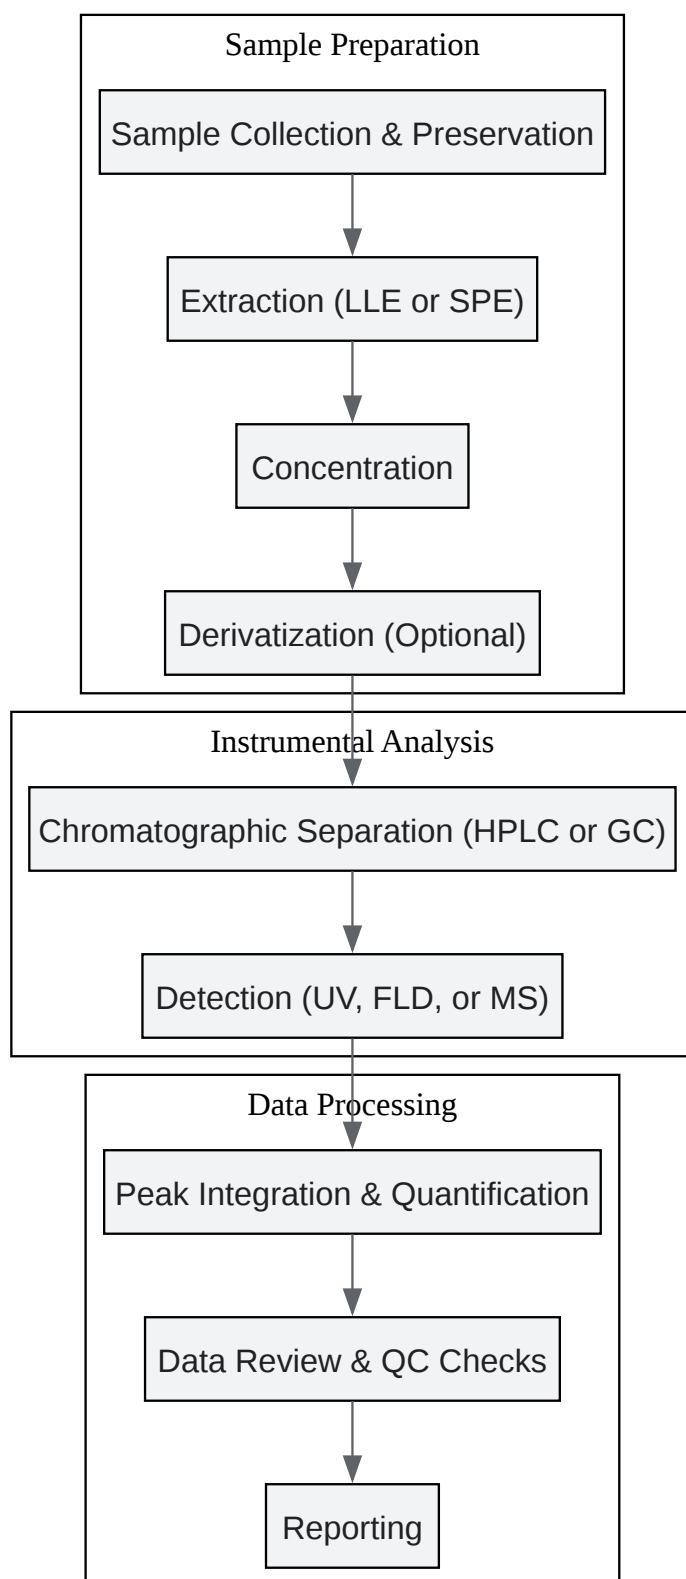 Sample Preparation
Sample Collection & Preservation
Extraction (LLE or SPE)
Concentration
Derivatization (Optional)
Instrumental Analysis
Chromatographic Separation (HPLC or GC)
Detection (UV, FLD, or MS)
Data Processing
Peak Integration & Quantification
Data Review & QC Checks
Reporting